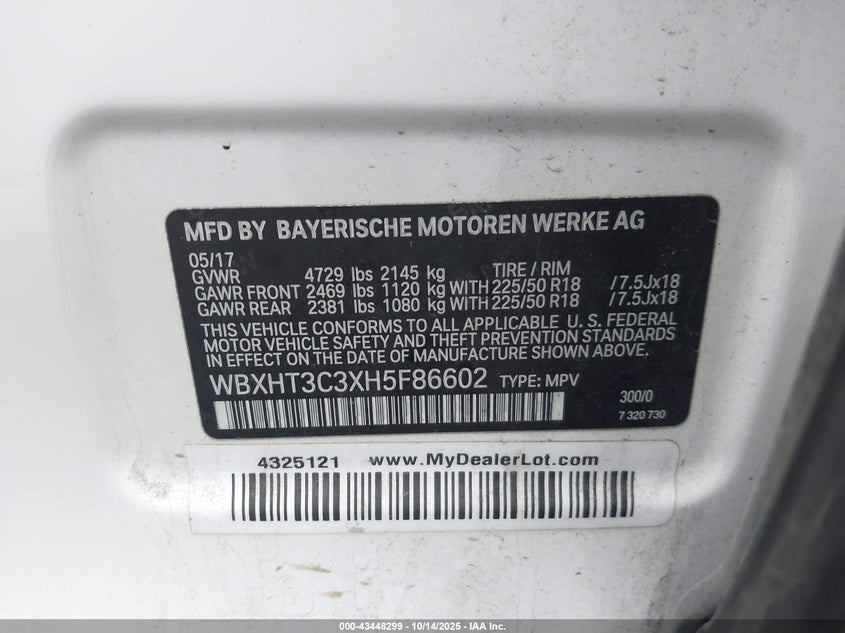 MFD BY BAYERISCHE MOTOREN WERKE AG
05/17
GVWR 4729 lbs 2145 kg TIRE / RIM
GAWR FRONT 2469 lbs 1120 kg WITH 225/50 R18 /7.5Jx18
GAWR REAR 2381 lbs 1080 kg WITH 225/50 R18 /7.5Jx18
THIS VEHICLE CONFORMS TO ALL APPLICABLE U.S. FEDERAL
MOTOR VEHICLE SAFETY AND THEFT PREVENTION STANDARDS
IN EFFECT ON THE DATE OF MANUFACTURE SHOWN ABOVE.
WBXHT3C3XH5F86602 TYPE: MPV
300/0
7 320 730
4325121 www.MyDealerLot.com
000-43448299 - 10/14/2025 - IAA Inc.